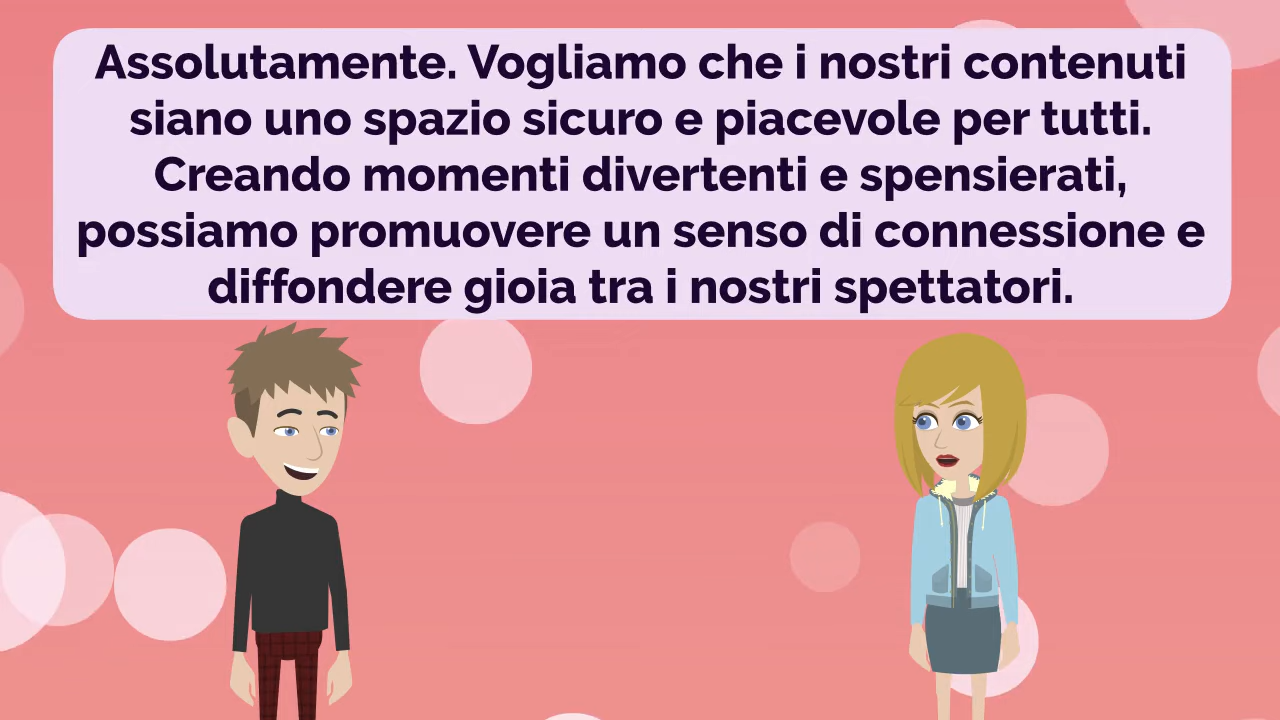 Assolutamente. Vogliamo che i nostri contenuti
siano uno spazio sicuro e piacevole per tutti.
Creando momenti divertenti e spensierati,
possiamo promuovere un senso di connessione e
diffondere gioia tra i nostri spettatori.